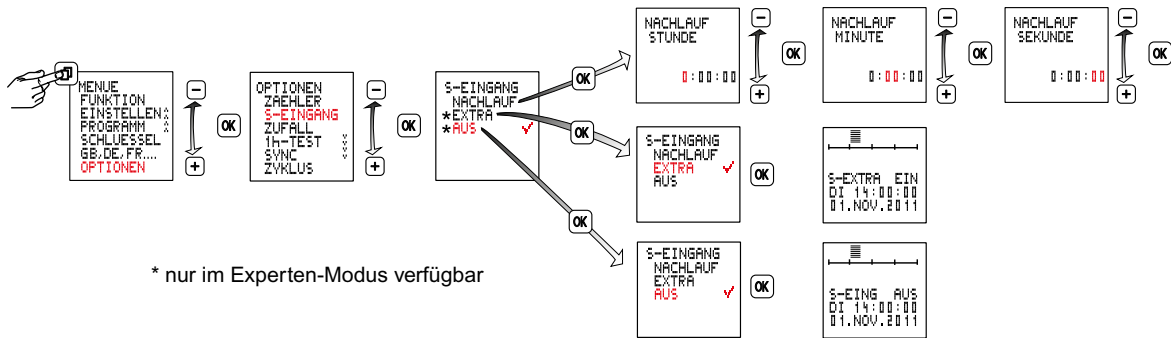 MENUE
FUNKTION
EINSTELLEN
PROGRAMM
SCHLUESSEL
GB,DE,FR....
OPTIONEN
−
OK
+
OPTIONEN
ZAEHLER
S-EINGANG
ZUFALL
1h-TEST
SYNC
ZYKLUS
−
OK
+
S-EINGANG
NACHLAUF
*EXTRA
*AUS ✓
OK
OK
OK
NACHLAUF
STUNDE
0:00:00
−
OK
+
NACHLAUF
MINUTE
0:00:00
−
OK
+
NACHLAUF
SEKUNDE
0:00:00
−
OK
+
S-EINGANG
NACHLAUF
EXTRA ✓
AUS
OK
S-EXTRA EIN
DI 14:00:00
01.NOV.2011
S-EINGANG
NACHLAUF
EXTRA
AUS ✓
OK
S-EING AUS
DI 14:00:00
01.NOV.2011
* nur im Experten-Modus verfügbar